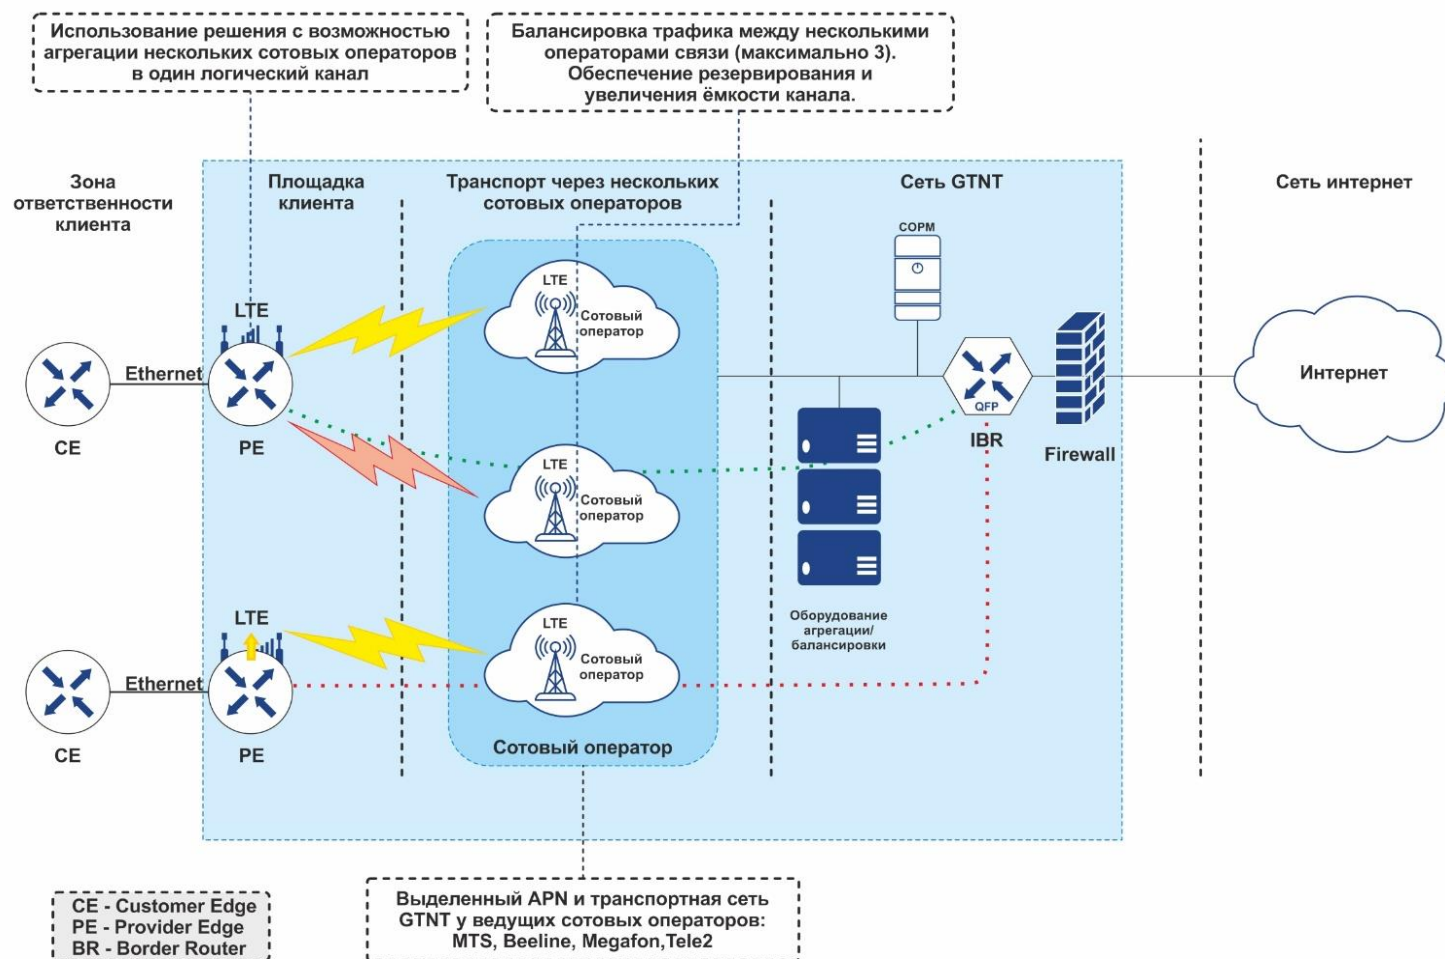 Использование решения с возможностью
агрегации нескольких сотовых операторов
в один логический канал
Балансировка трафика между несколькими
операторами связи (максимально 3).
Обеспечение резервирования и
увеличения ёмкости канала.
Зона
ответственности
клиента
Площадка
клиента
Транспорт через нескольких
сотовых операторов
Сеть GTNT
Сеть интернет
СОРМ
LTE
Сотовый
оператор
LTE
Ethernet
CE
PE
QFP
IBR
Firewall
Интернет
LTE
Сотовый
оператор
LTE
Сотовый
оператор
LTE
Ethernet
CE
PE
Оборудование
агрегации/
балансировки
Сотовый оператор
CE - Customer Edge
PE - Provider Edge
BR - Border Router
Выделенный APN и транспортная сеть
GTNT у ведущих сотовых операторов:
MTS, Beeline, Megafon,Tele2